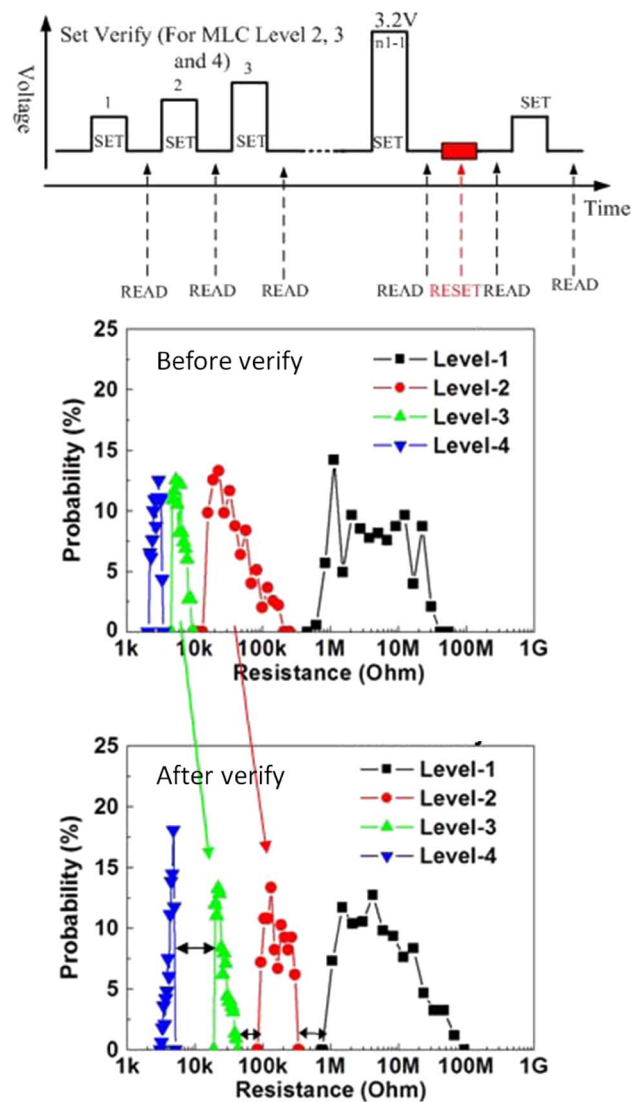 Set Verify (For MLC Level 2, 3
and 4)
Voltage
1
2
3
3.2V
n1-1
SET
SET
SET
SET
SET
Time
READ
READ
READ
READ
RESET
READ
READ
Before verify
Level-1
Level-2
Level-3
Level-4
Probability (%)
25
20
15
10
5
0
1k
10k
100k
1M
10M
100M
1G
Resistance (Ohm)
After verify
Level-1
Level-2
Level-3
Level-4
Probability (%)
25
20
15
10
5
0
1k
10k
100k
1M
10M
100M
1G
Resistance (Ohm)